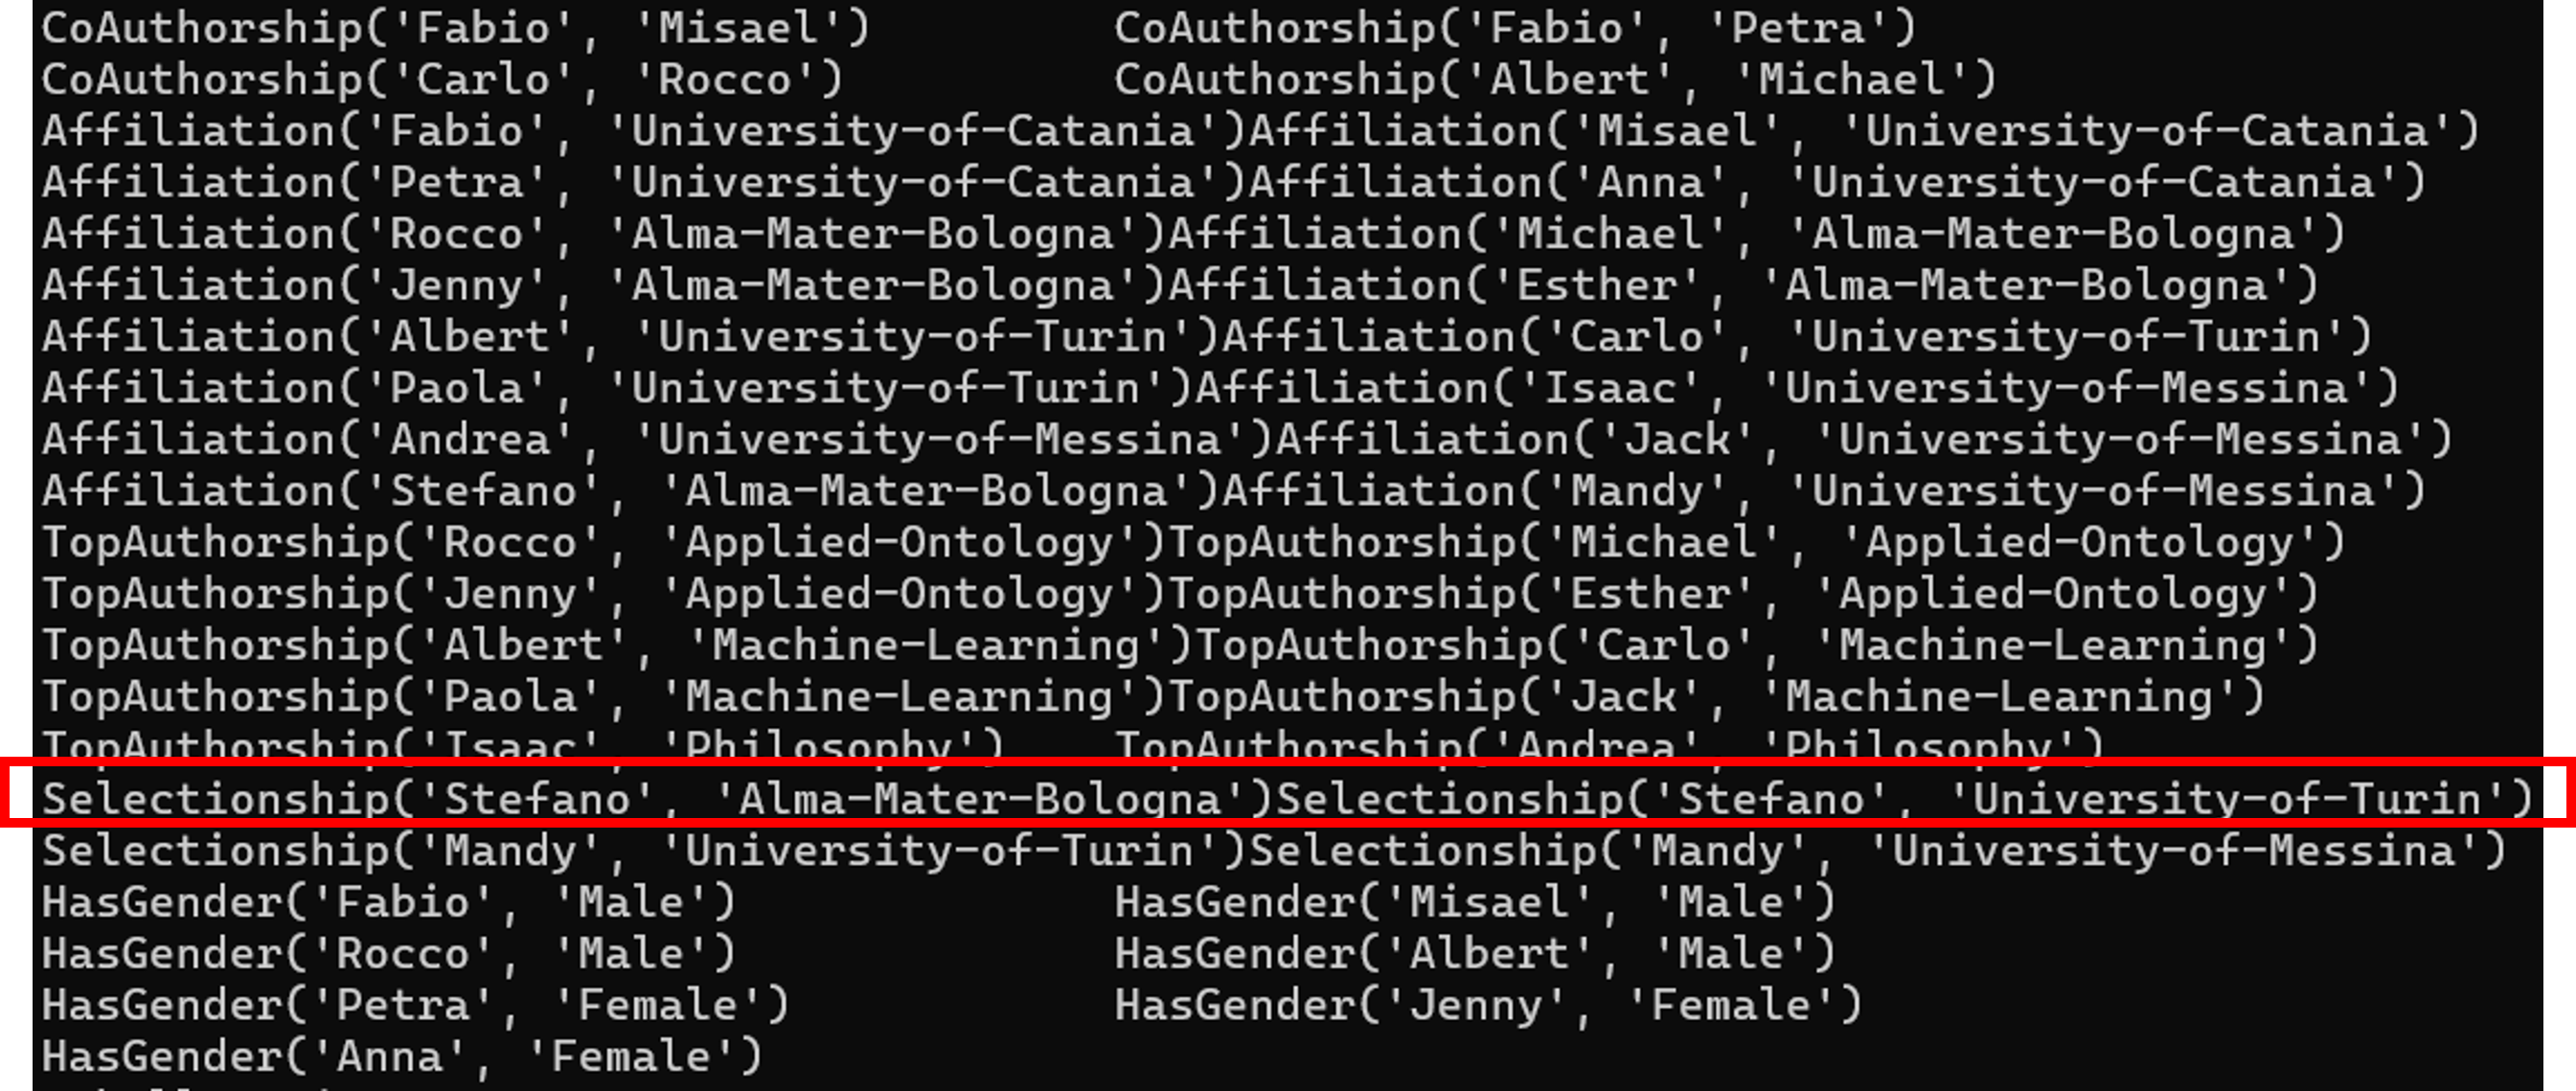 CoAuthorship('Fabio', 'Misael') CoAuthorship('Fabio', 'Petra')
CoAuthorship('Carlo', 'Rocco') CoAuthorship('Albert', 'Michael')
Affiliation('Fabio', 'University-of-Catania')Affiliation('Misael', 'University-of-Catania')
Affiliation('Petra', 'University-of-Catania')Affiliation('Anna', 'University-of-Catania')
Affiliation('Rocco', 'Alma-Mater-Bologna')Affiliation('Michael', 'Alma-Mater-Bologna')
Affiliation('Jenny', 'Alma-Mater-Bologna')Affiliation('Esther', 'Alma-Mater-Bologna')
Affiliation('Albert', 'University-of-Turin')Affiliation('Carlo', 'University-of-Turin')
Affiliation('Paola', 'University-of-Turin')Affiliation('Isaac', 'University-of-Messina')
Affiliation('Andrea', 'University-of-Messina')Affiliation('Jack', 'University-of-Messina')
Affiliation('Stefano', 'Alma-Mater-Bologna')Affiliation('Mandy', 'University-of-Messina')
TopAuthorship('Rocco', 'Applied-Ontology')TopAuthorship('Michael', 'Applied-Ontology')
TopAuthorship('Jenny', 'Applied-Ontology')TopAuthorship('Esther', 'Applied-Ontology')
TopAuthorship('Albert', 'Machine-Learning')TopAuthorship('Carlo', 'Machine-Learning')
TopAuthorship('Paola', 'Machine-Learning')TopAuthorship('Jack', 'Machine-Learning')
TopAuthorship('Isaac', 'Philosophy') TopAuthorship('Andrea', 'Philosophy')
Selectionship('Stefano', 'Alma-Mater-Bologna')Selectionship('Stefano', 'University-of-Turin')
Selectionship('Mandy', 'University-of-Turin')Selectionship('Mandy', 'University-of-Messina')
HasGender('Fabio', 'Male') HasGender('Misael', 'Male')
HasGender('Rocco', 'Male') HasGender('Albert', 'Male')
HasGender('Petra', 'Female') HasGender('Jenny', 'Female')
HasGender('Anna', 'Female')